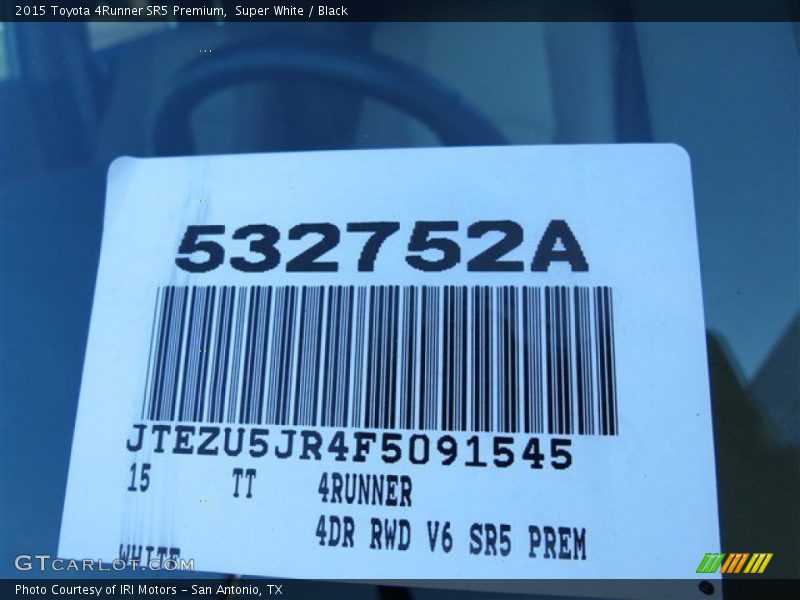 2015 Toyota 4Runner SR5 Premium,  Super White / Black
532752A
JTEZU5JR4F5091545
15 TT 4RUNNER
4DR RWD V6 SR5 PREM
WHITE
GTCARLOT.COM
Photo Courtesy of IRI Motors – San Antonio, TX